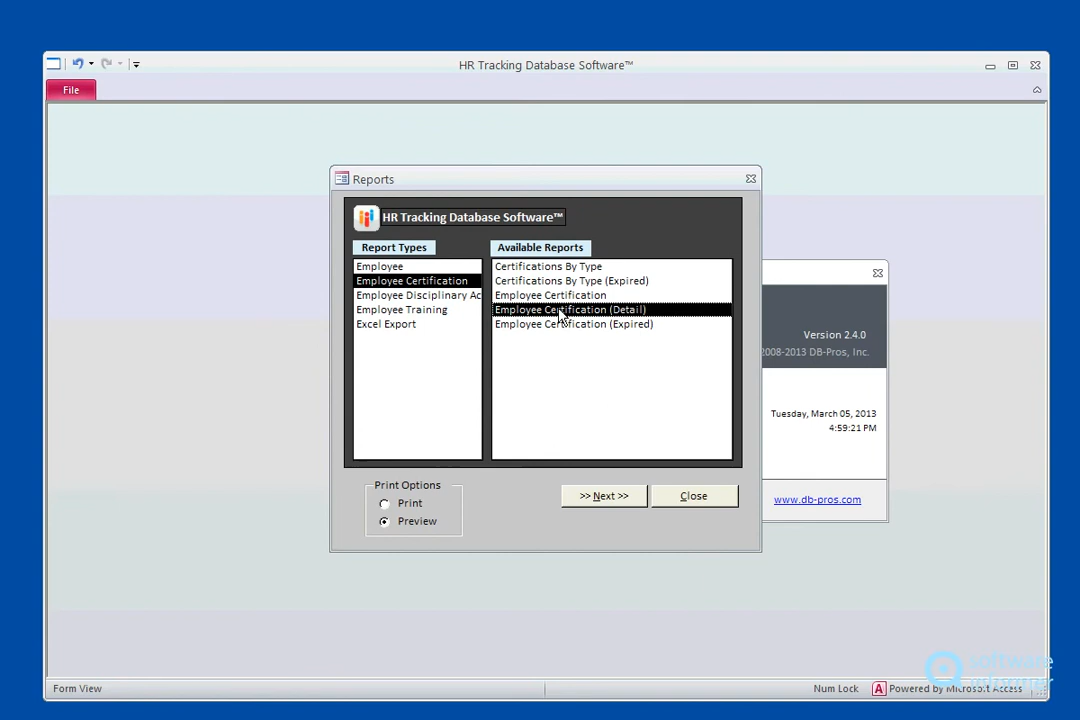 HR Tracking Database Software™
File
Reports
HR Tracking Database Software™
Report Types
Available Reports
Employee
Employee Certification
Employee Disciplinary Ac
Employee Training
Excel Export
Certifications By Type
Certifications By Type (Expired)
Employee Certification
Employee Certification (Detail)
Employee Certification (Expired)
Print Options
Print
Preview
>> Next >>
Close
Version 2.4.0
2008-2013 DB-Pros, Inc.
Tuesday, March 05, 2013
4:59:21 PM
www.db-pros.com
Form View
Num Lock
Powered by Microsoft Access
software
informer